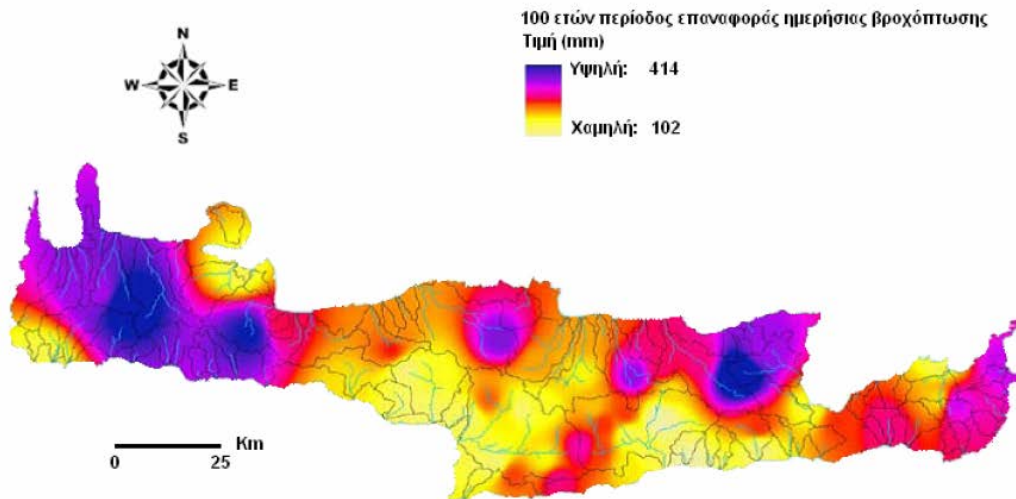 100 ετών περίοδος επαναφοράς ημερήσιας βροχόπτωσης
Τιμή (mm)
Υψηλή: 414
Χαμηλή: 102
N
W E
S
Km
0 25